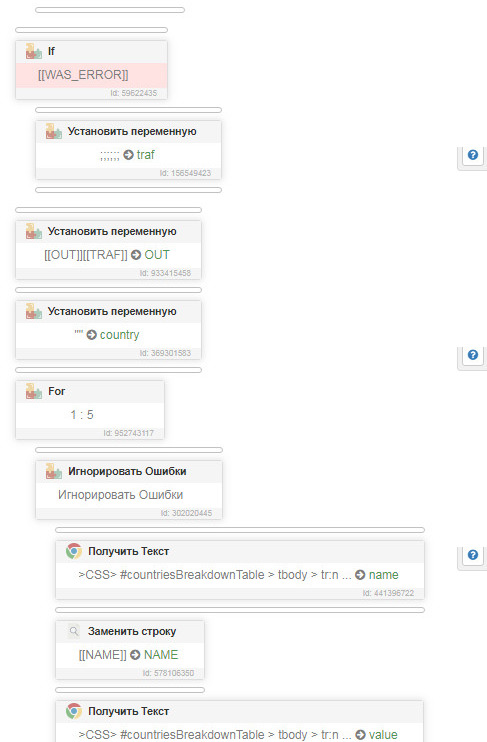 If
[[WAS_ERROR]]
Id: 59622435
Установить переменную
;;;;;; traf
Id: 156549423
Установить переменную
[[OUT]][[TRAF]] OUT
Id: 933415458
Установить переменную
"" country
Id: 369301583
For
1 : 5
Id: 952743117
Игнорировать Ошибки
Игнорировать Ошибки
Id: 302020445
Получить Текст
>CSS> #countriesBreakdownTable > tbody > tr:n ... name
Id: 441396722
Заменить строку
[[NAME]] NAME
Id: 578106350
Получить Текст
>CSS> #countriesBreakdownTable > tbody > tr:n ... value